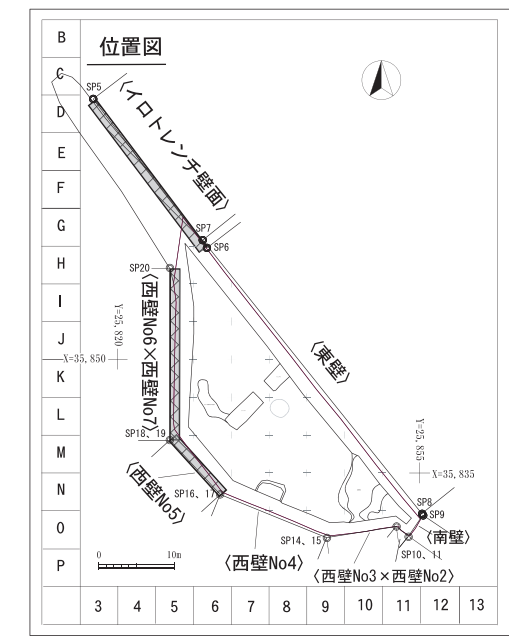 位置図
B
C
D
E
F
G
H
I
J
K
L
M
N
O
P
3 4 5 6 7 8 9 10 11 12 13
SP5
〈イロトレンチ壁面〉
SP7
SP6
SP20
〈西壁No6×西壁No7〉
Y=25,820
X=35,850
〈東壁〉
SP18、19
〈西壁No5〉
SP16、17
Y=25,855
X=35,835
SP8
SP9
〈南壁〉
SP14、15
SP10、11
〈西壁No4〉
〈西壁No3×西壁No2〉
0 10m